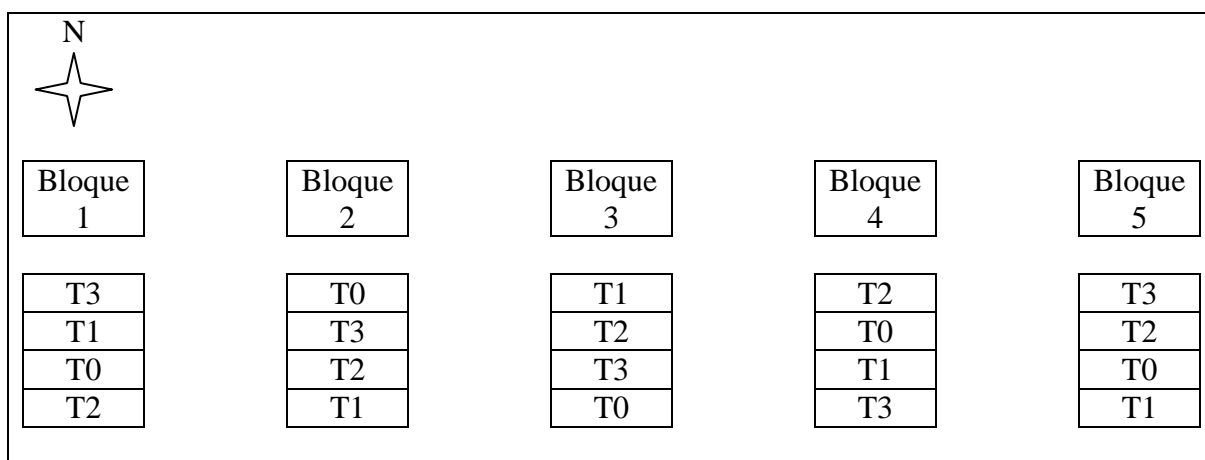 N
Bloque 1
Bloque 2
Bloque 3
Bloque 4
Bloque 5
T3 T0 T1 T2 T3
T1 T3 T2 T0 T2
T0 T2 T3 T1 T0
T2 T1 T0 T3 T1